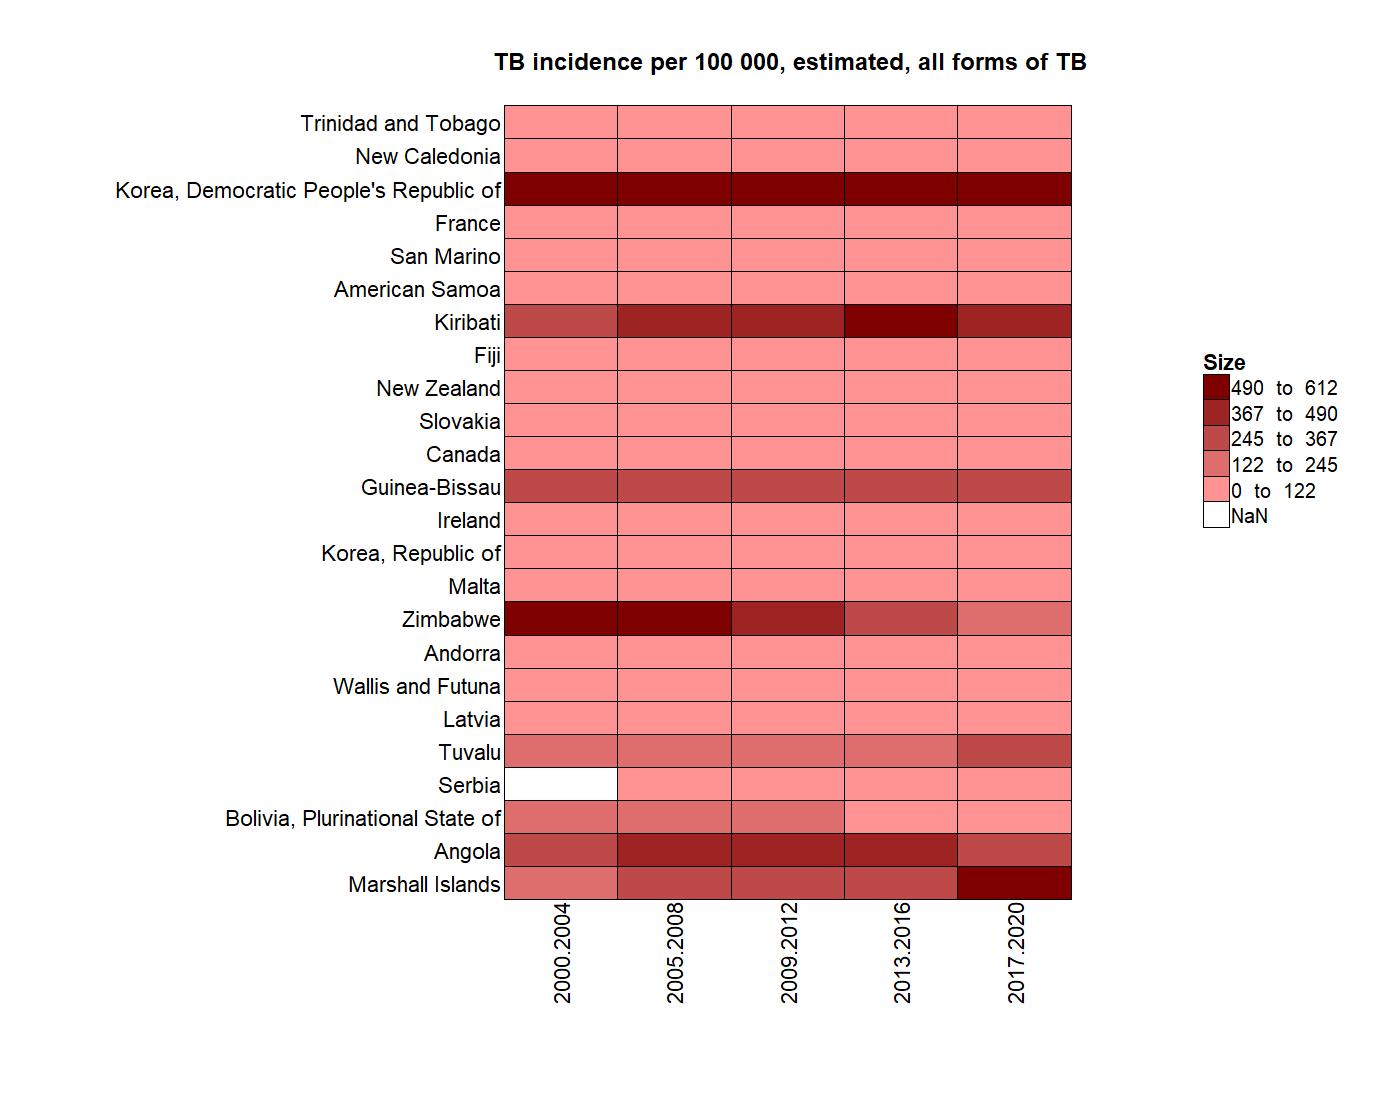 TB incidence per 100 000, estimated, all forms of TB
Trinidad and Tobago
New Caledonia
Korea, Democratic People's Republic of
France
San Marino
American Samoa
Kiribati
Fiji
New Zealand
Slovakia
Canada
Guinea-Bissau
Ireland
Korea, Republic of
Malta
Zimbabwe
Andorra
Wallis and Futuna
Latvia
Tuvalu
Serbia
Bolivia, Plurinational State of
Angola
Marshall Islands
2000.2004
2005.2008
2009.2012
2013.2016
2017.2020
Size
490 to 612
367 to 490
245 to 367
122 to 245
0 to 122
NaN